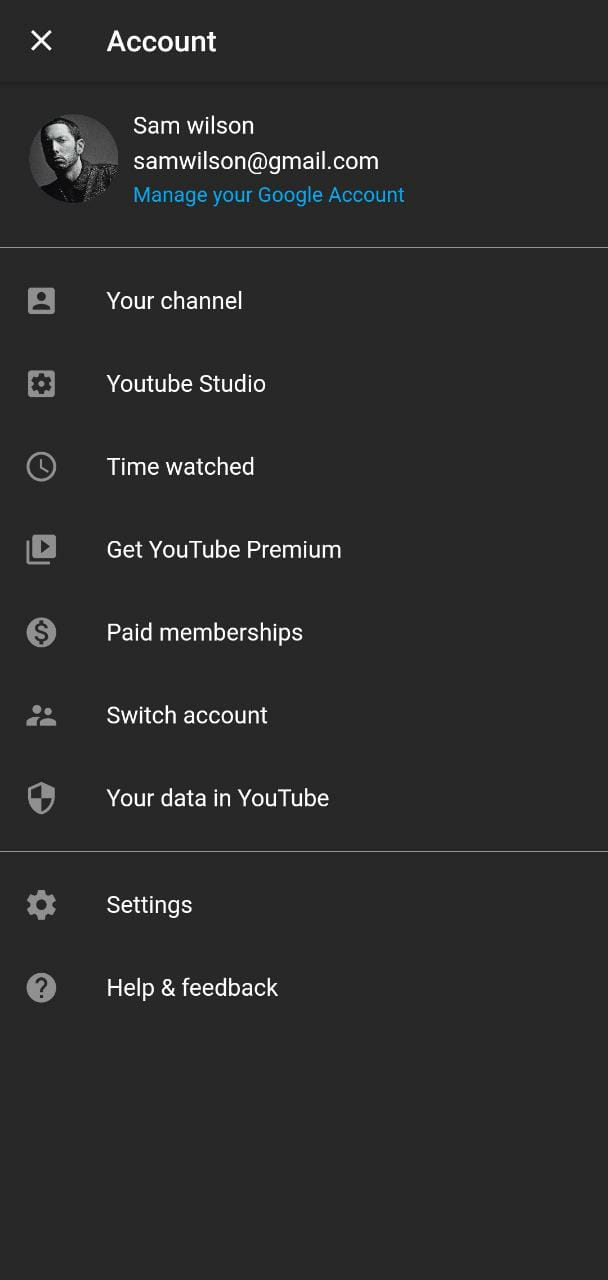 Account
Sam wilson
samwilson@gmail.com
Manage your Google Account
Your channel
Youtube Studio
Time watched
Get YouTube Premium
Paid memberships
Switch account
Your data in YouTube
Settings
Help & feedback